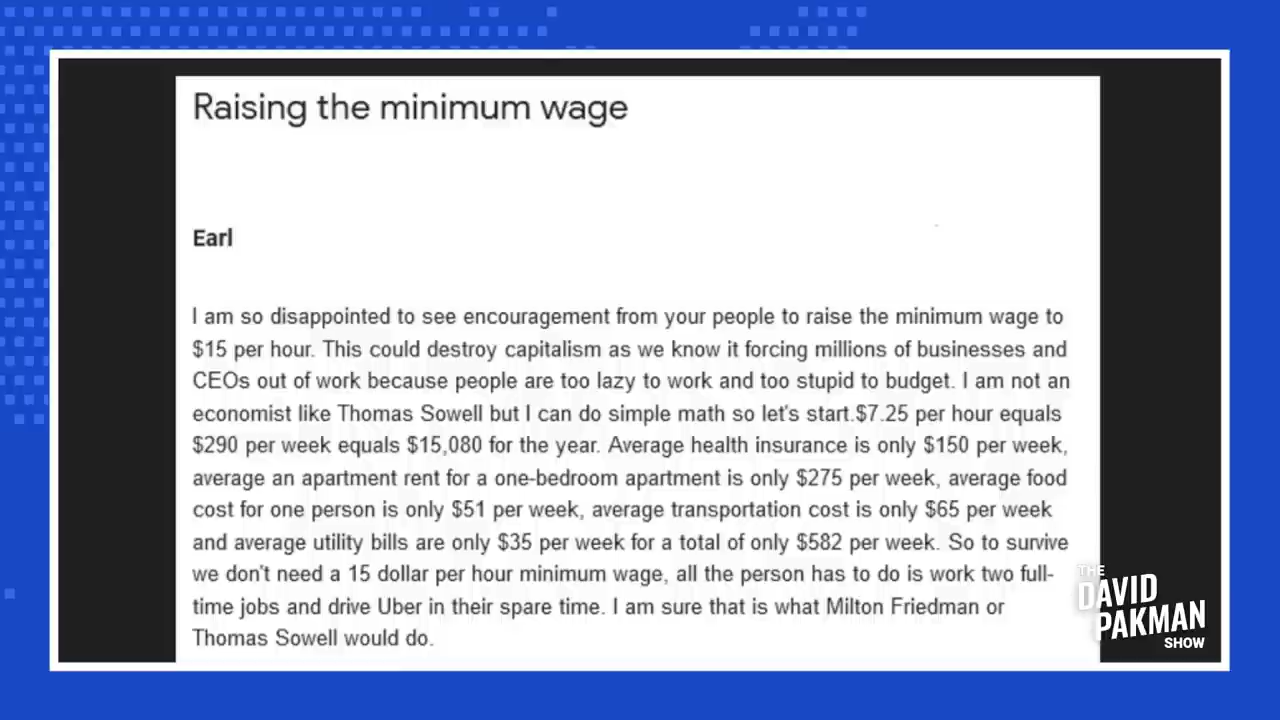 Raising the minimum wage
Earl
I am so disappointed to see encouragement from your people to raise the minimum wage to
$15 per hour. This could destroy capitalism as we know it forcing millions of businesses and
CEOs out of work because people are too lazy to work and too stupid to budget. I am not an
economist like Thomas Sowell but I can do simple math so let's start.$7.25 per hour equals
$290 per week equals $15,080 for the year. Average health insurance is only $150 per week,
average an apartment rent for a one-bedroom apartment is only $275 per week, average food
cost for one person is only $51 per week, average transportation cost is only $65 per week
and average utility bills are only $35 per week for a total of only $582 per week. So to survive
we don't need a 15 dollar per hour minimum wage, all the person has to do is work two full-
time jobs and drive Uber in their spare time. I am sure that is what Milton Friedman or
Thomas Sowell would do.
THE
DAVID
PAKMAN
SHOW